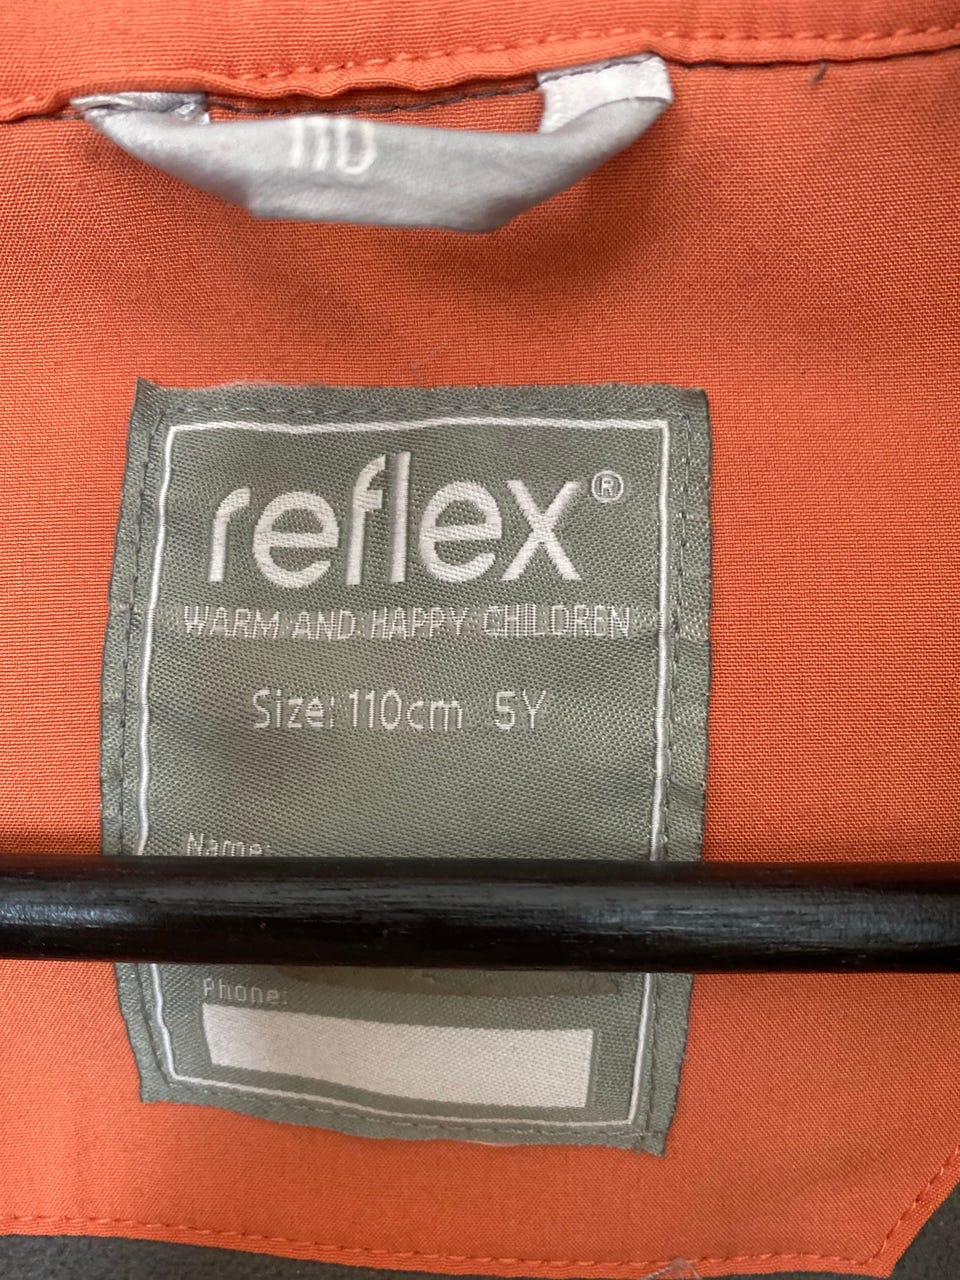 110
reflex®
WARM AND HAPPY CHILDREN
Size: 110cm 5Y
Name:
Phone: